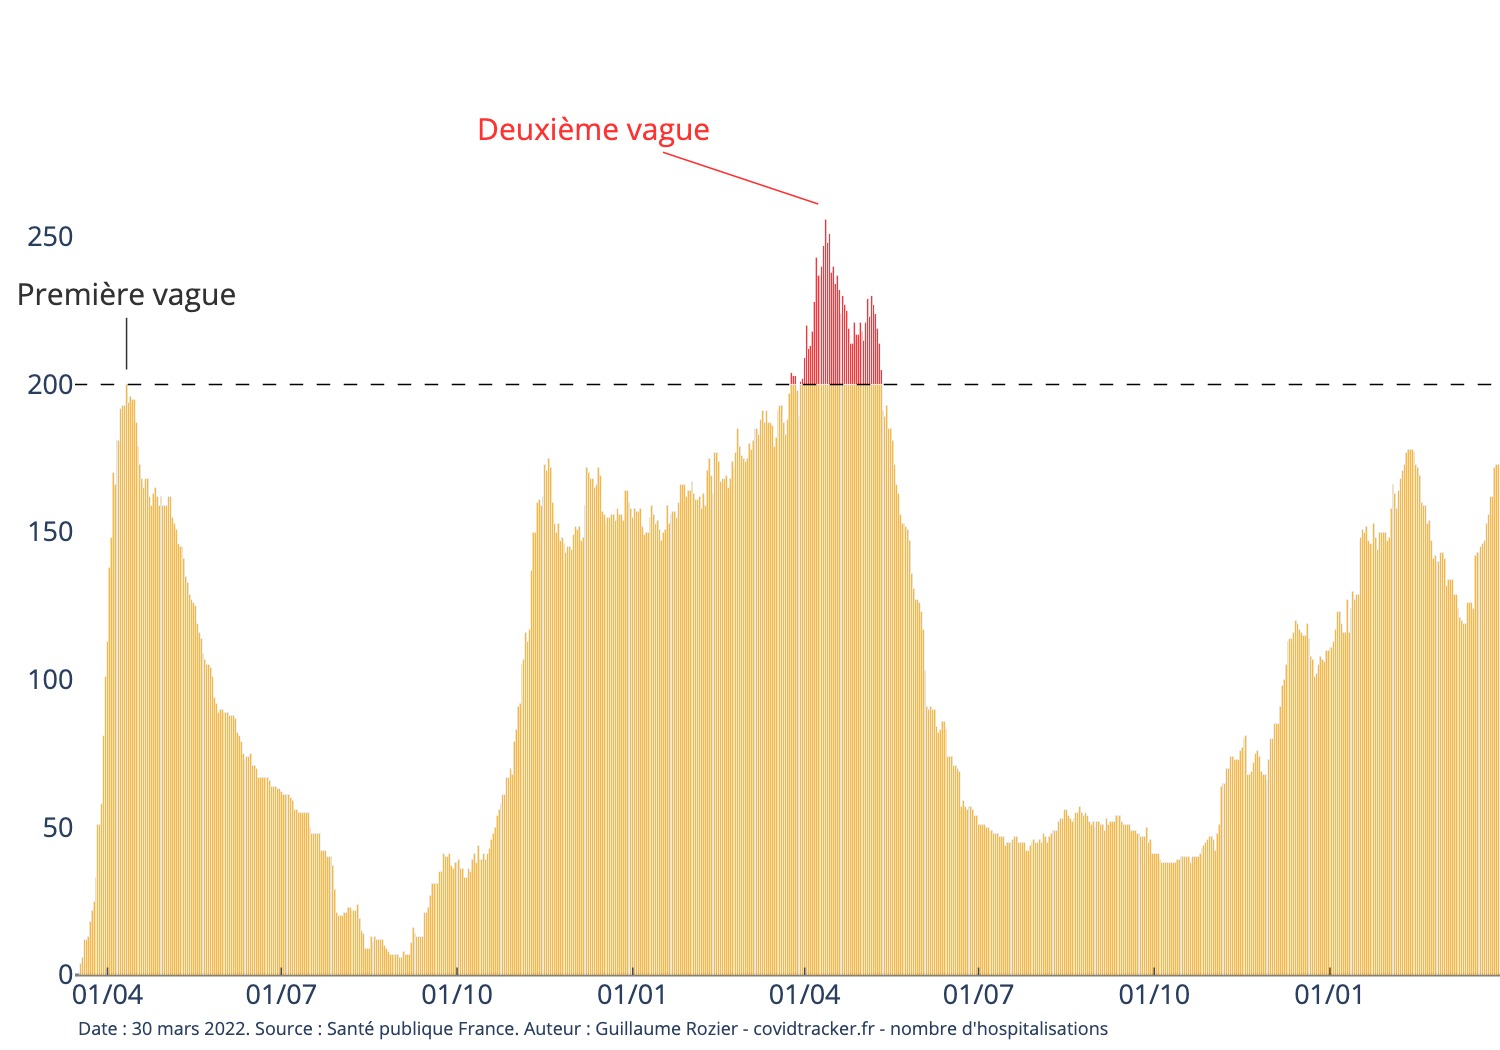 Deuxième vague
250
Première vague
200
150
100
50
0
01/04 01/07 01/10 01/01 01/04 01/07 01/10 01/01
Date : 30 mars 2022. Source : Santé publique France. Auteur : Guillaume Rozier - covidtracker.fr - nombre d'hospitalisations